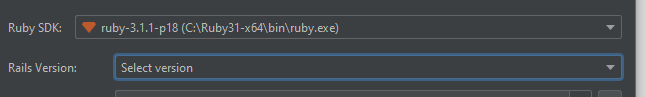 Ruby SDK: ruby-3.1.1-p18 (C:\Ruby31-x64\bin\ruby.exe)
Rails Version: Select version